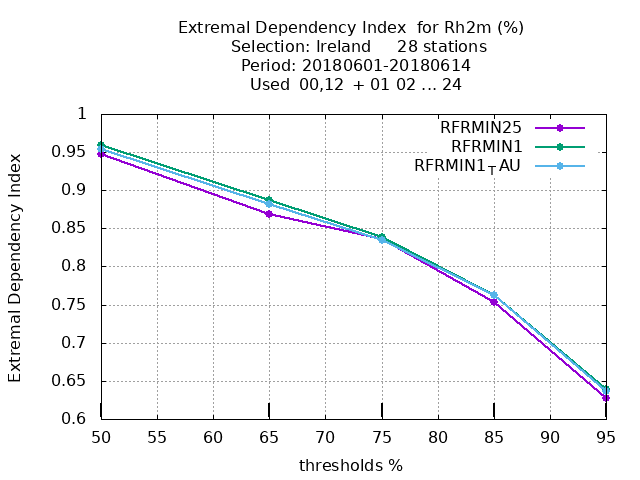 Extremal Dependency Index  for Rh2m (%)
Selection: Ireland     28 stations
Period: 20180601-20180614
Used  00,12  + 01 02 ... 24
RFRMIN25
RFRMIN1
RFRMIN1TAU
Extremal Dependency Index
1
0.95
0.9
0.85
0.8
0.75
0.7
0.65
0.6
50 55 60 65 70 75 80 85 90 95
thresholds %